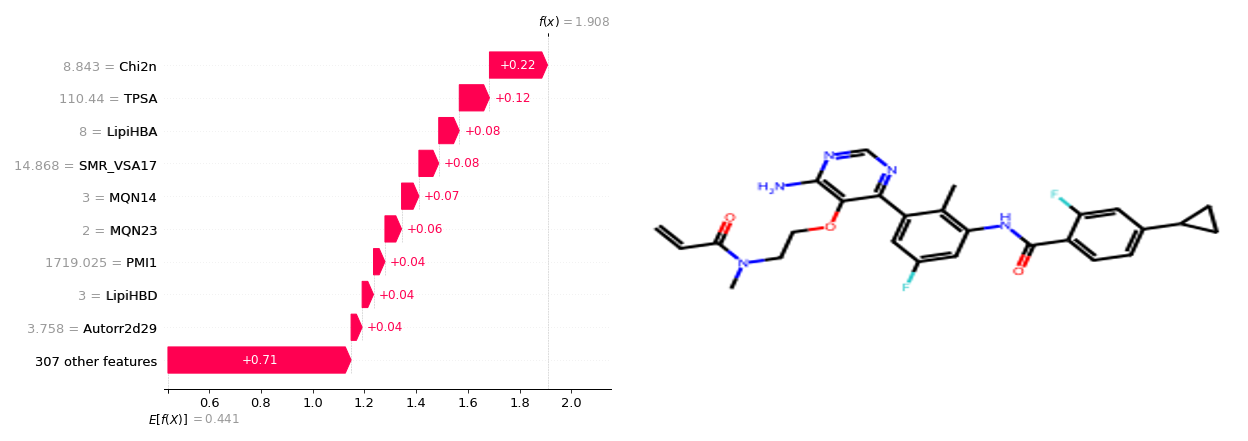 f(x) = 1.908
8.843 = Chi2n
+0.22
110.44 = TPSA
+0.12
8 = LipiHBA
+0.08
14.868 = SMR_VSA17
+0.08
3 = MQN14
+0.07
2 = MQN23
+0.06
1719.025 = PMI1
+0.04
3 = LipiHBD
+0.04
3.758 = Autorr2d29
+0.04
307 other features
+0.71
0.6 0.8 1.0 1.2 1.4 1.6 1.8 2.0
E[f(X)] = 0.441
N
N
H₂N
O
O
N
F
H
N
O
F